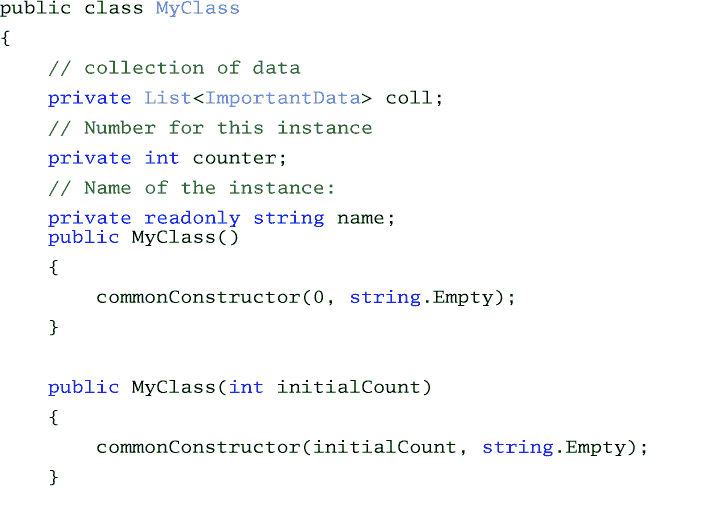 public class MyClass
{
    // collection of data
    private List<ImportantData> coll;
    // Number for this instance
    private int counter;
    // Name of the instance:
    private readonly string name;
    public MyClass()
    {
        commonConstructor(0, string.Empty);
    }
    public MyClass(int initialCount)
    {
        commonConstructor(initialCount, string.Empty);
    }